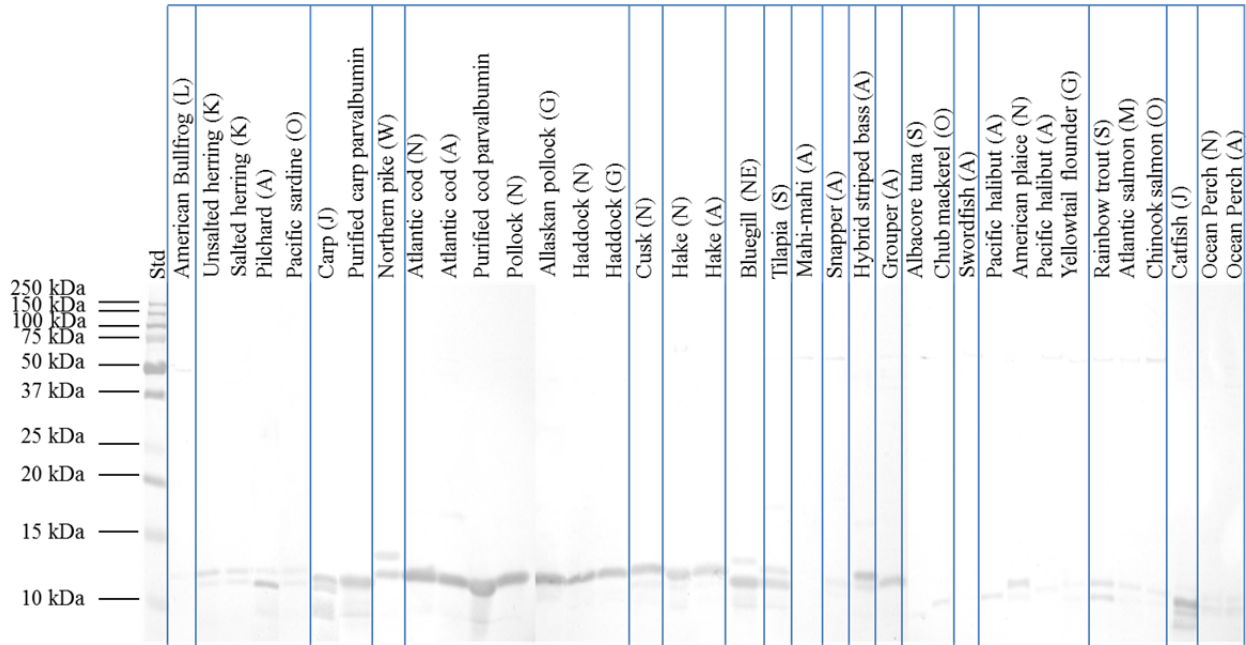 Std
American Bullfrog (L)
Unsalted herring (K)
Salted herring (K)
Pilchard (A)
Pacific sardine (O)
Carp (J)
Purified carp parvalbumin
Northern pike (W)
Atlantic cod (N)
Atlantic cod (A)
Purified cod parvalbumin
Pollock (N)
Allaskan pollock (G)
Haddock (N)
Haddock (G)
Cusk (N)
Hake (N)
Hake (A)
Bluegill (NE)
Tilapia (S)
Mahi-mahi (A)
Snapper (A)
Hybrid striped bass (A)
Grouper (A)
Albacore tuna (S)
Chub mackerel (O)
Swordfish (A)
Pacific halibut (A)
American plaice (N)
Pacific halibut (A)
Yellowtail flounder (G)
Rainbow trout (S)
Atlantic salmon (M)
Chinook salmon (O)
Catfish (J)
Ocean Perch (N)
Ocean Perch (A)
250 kDa
150 kDa
100 kDa
75 kDa
50 kDa
37 kDa
25 kDa
20 kDa
15 kDa
10 kDa